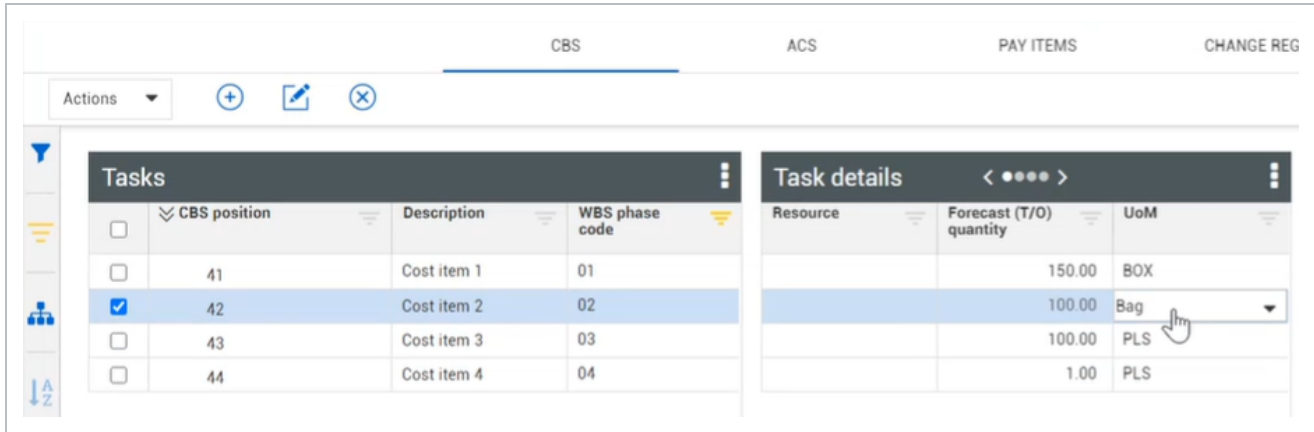 CBS ACS PAY ITEMS CHANGE REG
Actions
Tasks
Task details
CBS position Description WBS phase code
Resource Forecast (T/O) quantity UoM
41 Cost item 1 01 150.00 BOX
42 Cost item 2 02 100.00 Bag
43 Cost item 3 03 100.00 PLS
44 Cost item 4 04 1.00 PLS
A
Z